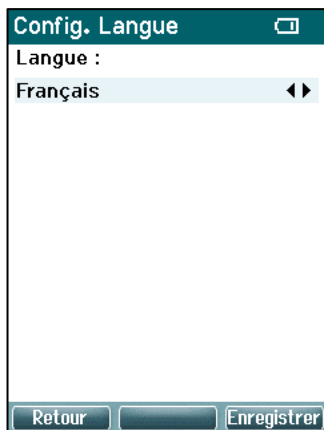 Config. Langue
Langue :
Français
Retour
Enregistrer